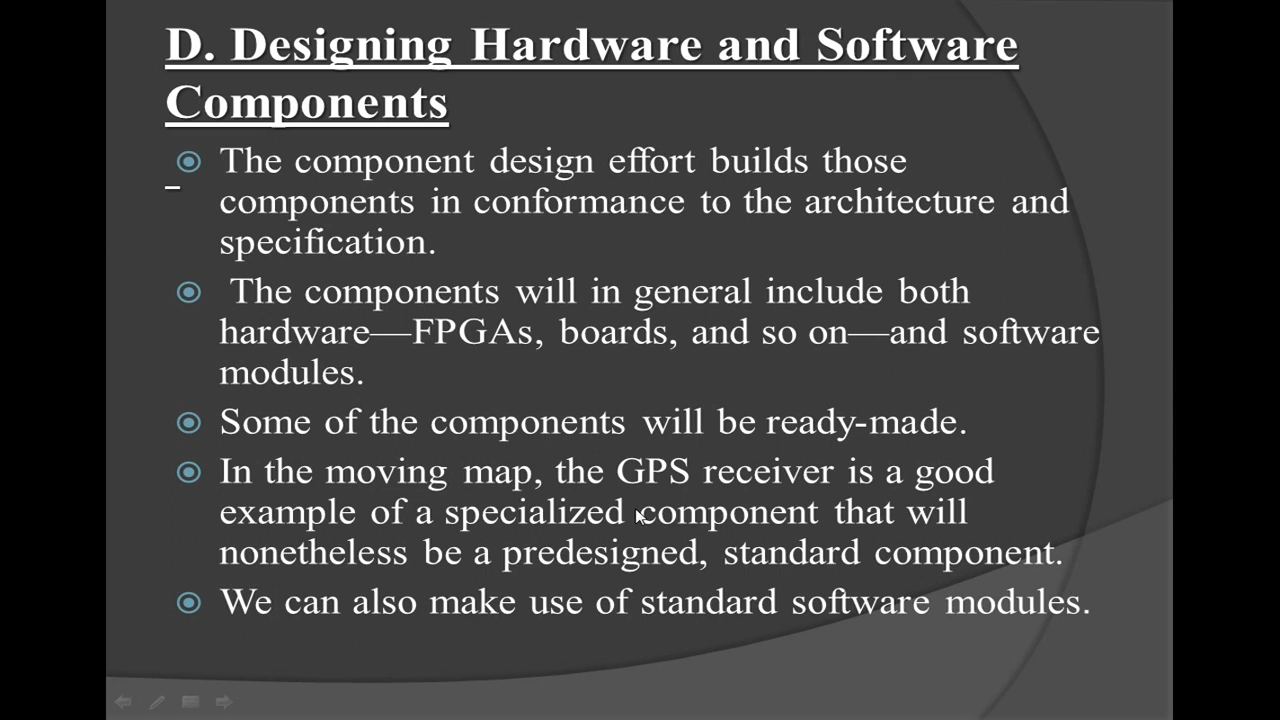 D. Designing Hardware and Software
Components
The component design effort builds those
components in conformance to the architecture and
specification.
The components will in general include both
hardware—FPGAs, boards, and so on—and software
modules.
Some of the components will be ready-made.
In the moving map, the GPS receiver is a good
example of a specialized component that will
nonetheless be a predesigned, standard component.
We can also make use of standard software modules.